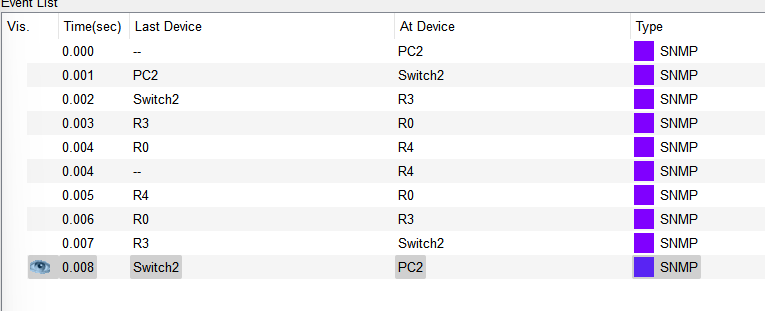 Event List
Vis. Time(sec) Last Device At Device Type
0.000 -- PC2 SNMP
0.001 PC2 Switch2 SNMP
0.002 Switch2 R3 SNMP
0.003 R3 R0 SNMP
0.004 R0 R4 SNMP
0.004 -- R4 SNMP
0.005 R4 R0 SNMP
0.006 R0 R3 SNMP
0.007 R3 Switch2 SNMP
0.008 Switch2 PC2 SNMP